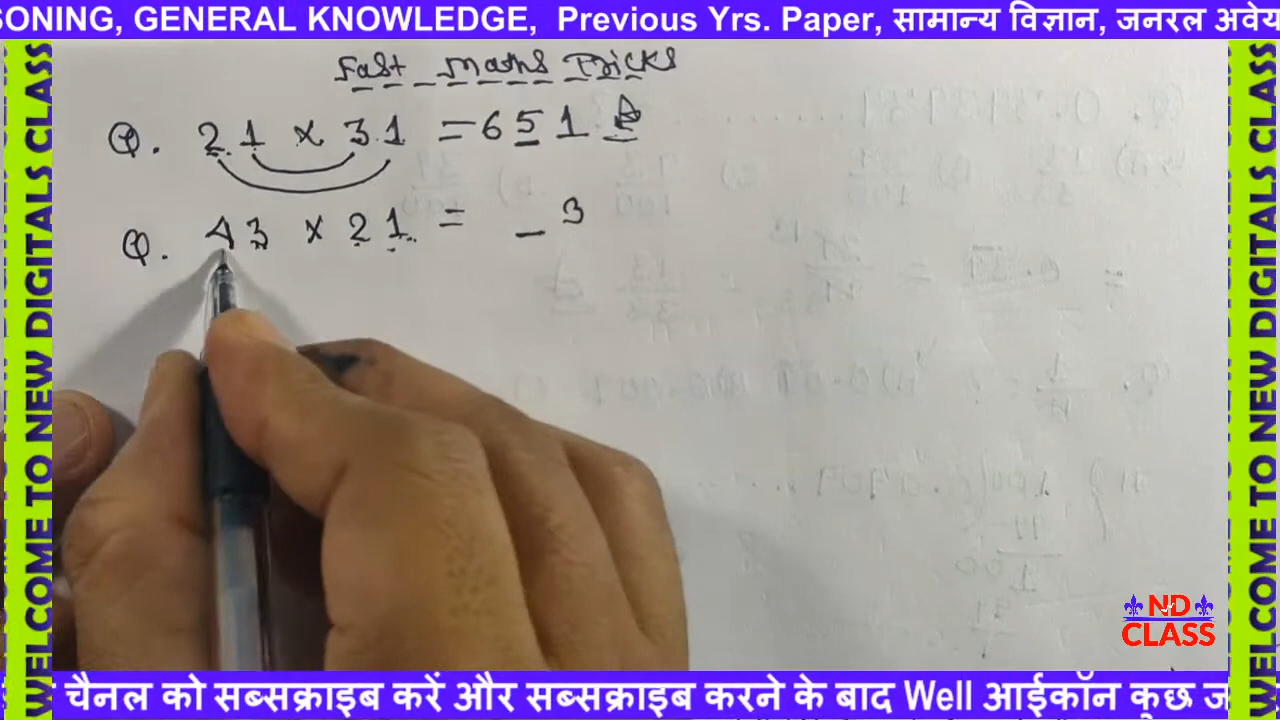 SONING, GENERAL KNOWLEDGE, Previous Yrs. Paper, सामान्य विज्ञान, जनरल अवेय
WELCOME TO NEW DIGITALS CLASS
Fast Maths Tricks
Q. 21 × 31 = 651
Q. 43 × 21 = _ 3
ND
CLASS
WELCOME TO NEW DIGITALS CLASS
चैनल को सब्सक्राइब करें और सब्सक्राइब करने के बाद Well आईकॉन कुछ ज